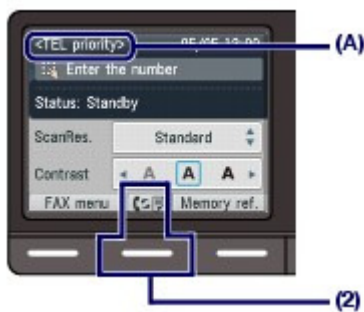 <TEL priority>
Enter the number
Status: Standby
ScanRes. Standard
Contrast A A A
FAX menu Memory ref.
(A)
(2)